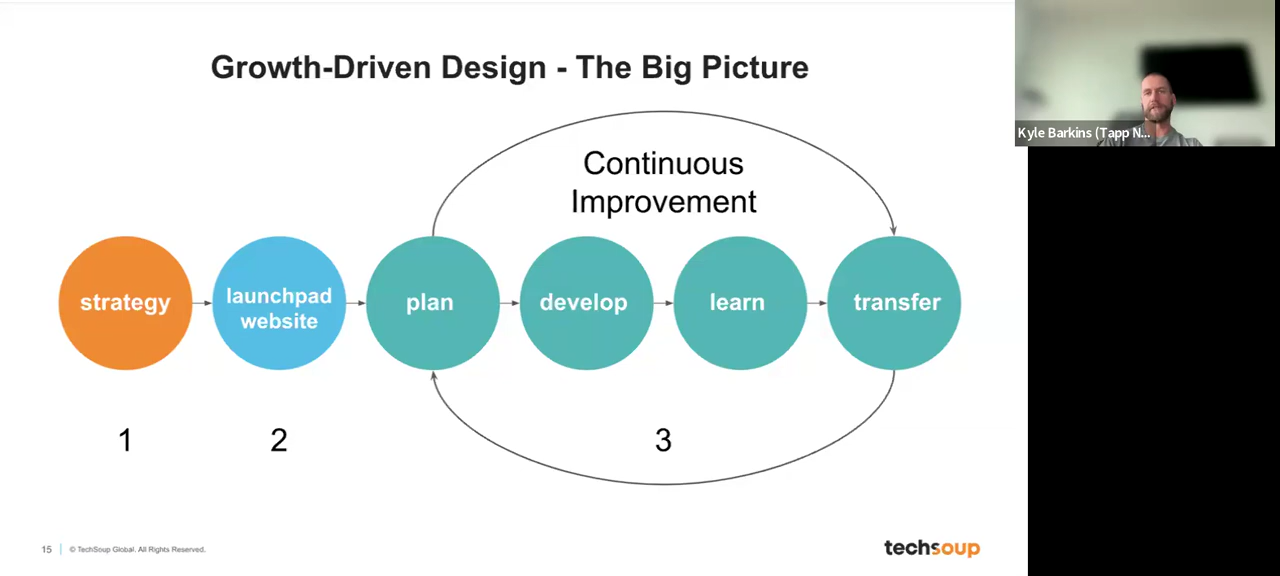 Growth-Driven Design - The Big Picture
Kyle Barkins (Tapp N...
Continuous
Improvement
strategy
launchpad
website
plan
develop
learn
transfer
1
2
3
15
© TechSoup Global. All Rights Reserved.
techsoup